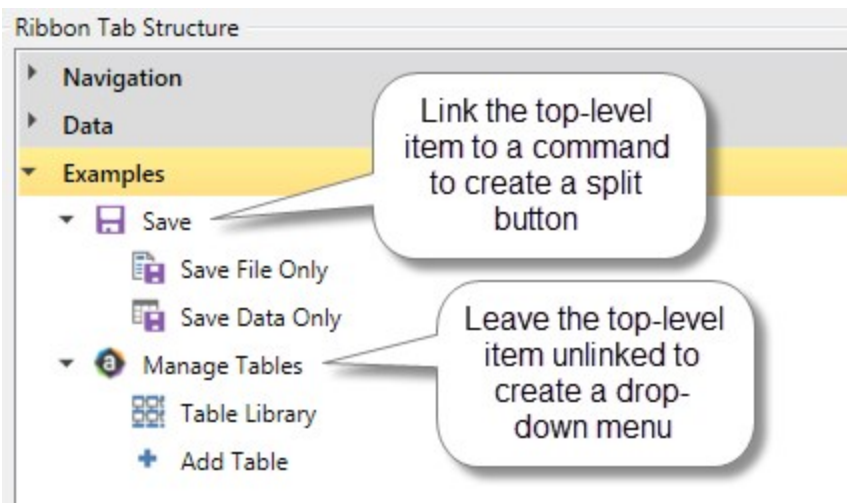 Ribbon Tab Structure
Navigation
Data
Examples
Save
Save File Only
Save Data Only
Manage Tables
Table Library
Add Table
Link the top-level
item to a command
to create a split
button
Leave the top-level
item unlinked to
create a drop-
down menu